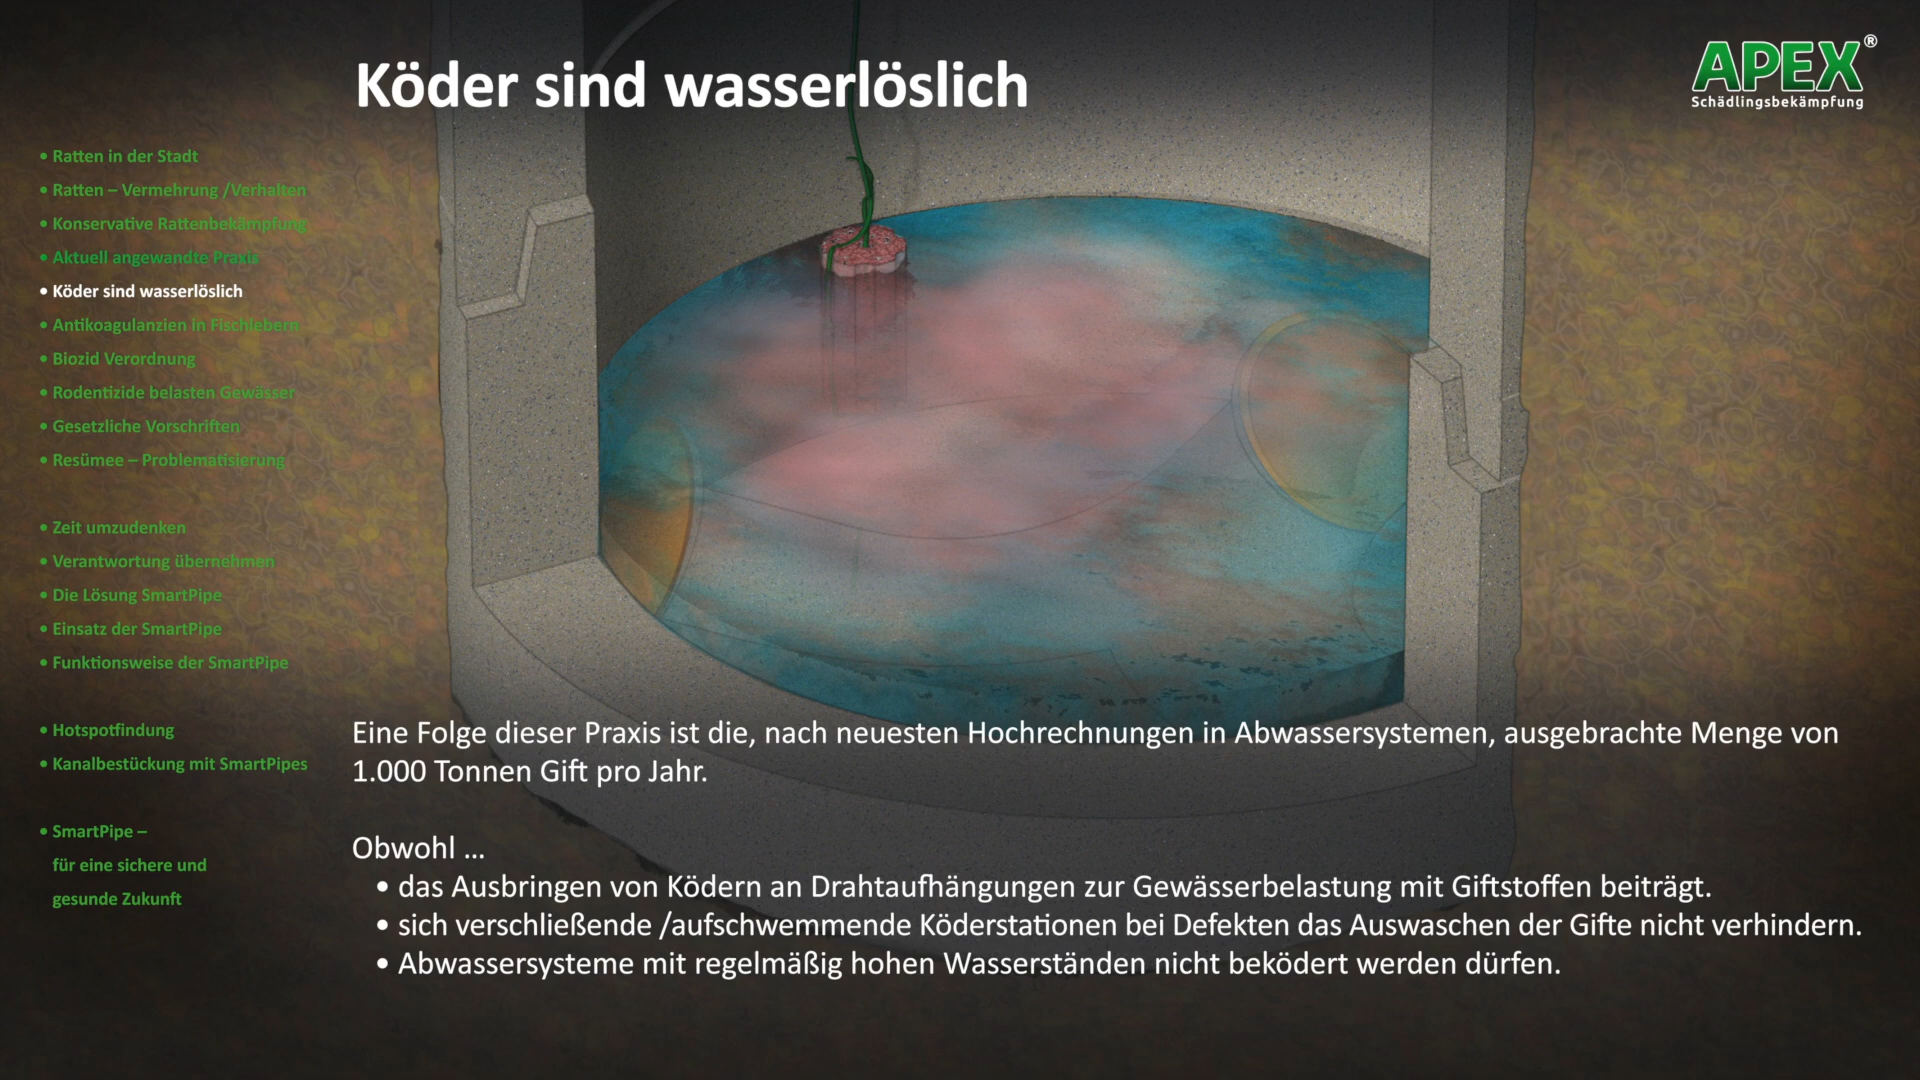 Köder sind wasserlöslich
APEX®
Schädlingsbekämpfung
• Ratten in der Stadt
• Ratten – Vermehrung /Verhalten
• Konservative Rattenbekämpfung
• Aktuell angewandte Praxis
• Köder sind wasserlöslich
• Antikoagulanzien in Fischlebern
• Biozid Verordnung
• Rodentizide belasten Gewässer
• Gesetzliche Vorschriften
• Resümee – Problematisierung
• Zeit umzudenken
• Verantwortung übernehmen
• Die Lösung SmartPipe
• Einsatz der SmartPipe
• Funktionsweise der SmartPipe
• Hotspotfindung
• Kanalbestückung mit SmartPipes
• SmartPipe –
für eine sichere und
gesunde Zukunft
Eine Folge dieser Praxis ist die, nach neuesten Hochrechnungen in Abwassersystemen, ausgebrachte Menge von
1.000 Tonnen Gift pro Jahr.
Obwohl ...
• das Ausbringen von Ködern an Drahtaufhängungen zur Gewässerbelastung mit Giftstoffen beiträgt.
• sich verschließende /aufschwemmende Köderstationen bei Defekten das Auswaschen der Gifte nicht verhindern.
• Abwassersysteme mit regelmäßig hohen Wasserständen nicht beködert werden dürfen.